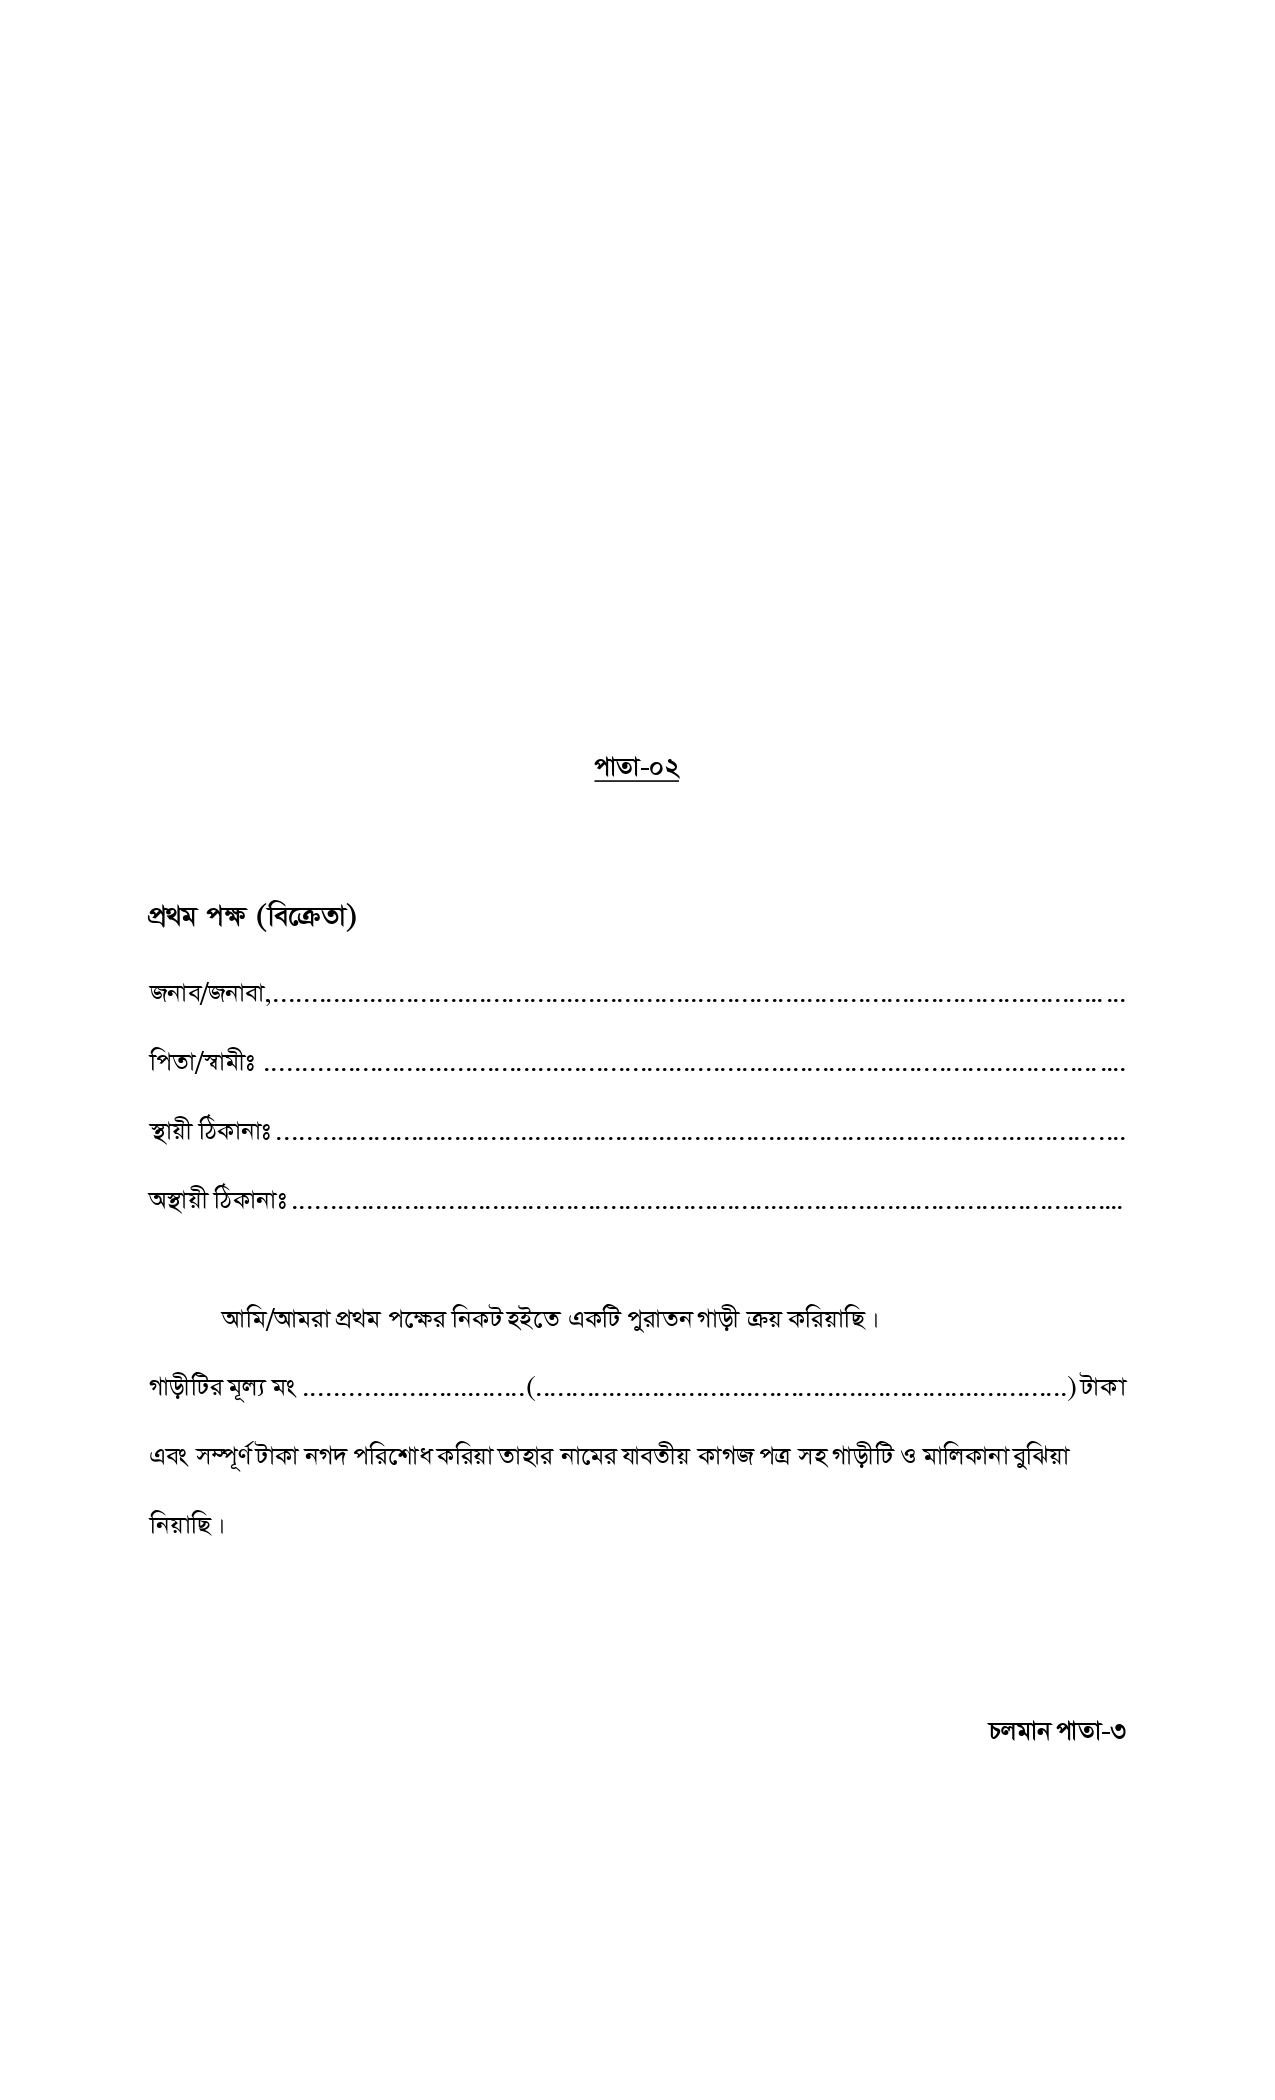 পাতা-০২
প্রথম পক্ষ (বিক্রেতা)
জনাব/জনাবা,........................................................................................................
পিতা/স্বামীঃ ........................................................................................................
স্থায়ী ঠিকানাঃ ........................................................................................................
অস্থায়ী ঠিকানাঃ ........................................................................................................
আমি/আমরা প্রথম পক্ষের নিকট হইতে একটি পুরাতন গাড়ী ক্রয় করিয়াছি।
গাড়ীটির মূল্য মং ............................(..................................................................) টাকা
এবং সম্পূর্ণ টাকা নগদ পরিশোধ করিয়া তাহার নামের যাবতীয় কাগজ পত্র সহ গাড়ীটি ও মালিকানা বুঝিয়া
নিয়াছি।
চলমান পাতা-৩